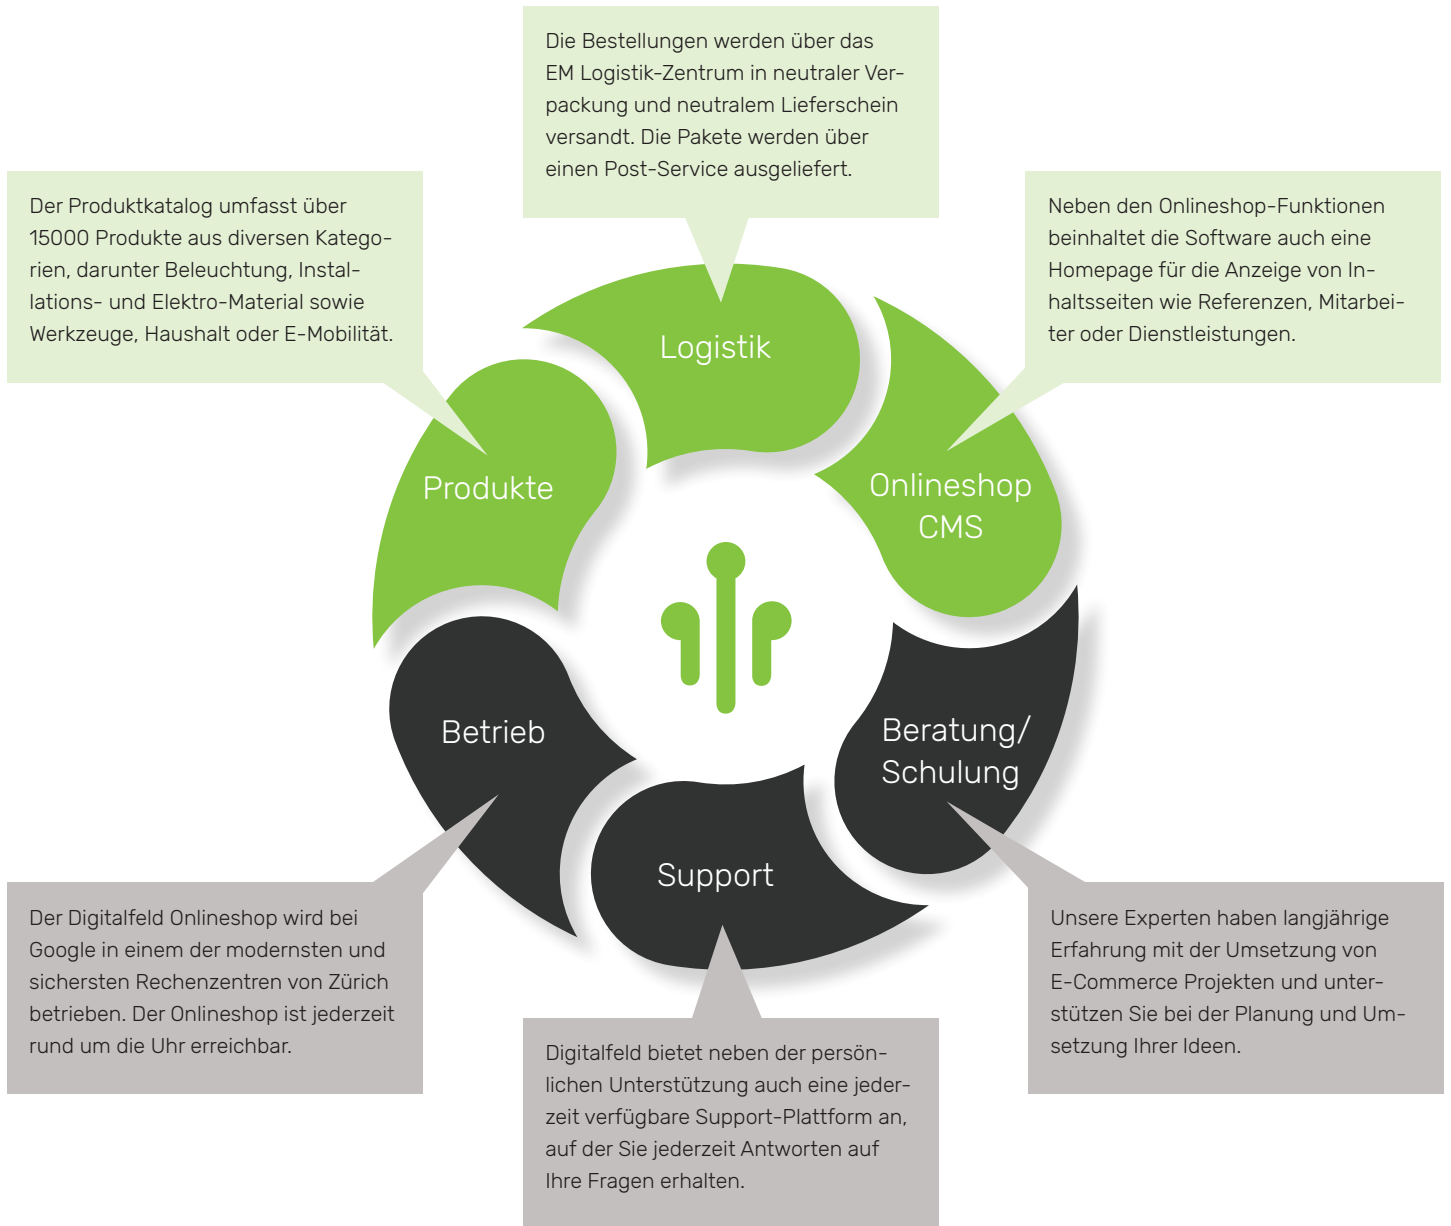 Die Bestellungen werden über das
EM Logistik-Zentrum in neutraler Ver-
packung und neutralem Lieferschein
versandt. Die Pakete werden über
einen Post-Service ausgeliefert.
Der Produktkatalog umfasst über
15000 Produkte aus diversen Katego-
rien, darunter Beleuchtung, Instal-
lations- und Elektro-Material sowie
Werkzeuge, Haushalt oder E-Mobilität.
Neben den Onlineshop-Funktionen
beinhaltet die Software auch eine
Homepage für die Anzeige von In-
haltsseiten wie Referenzen, Mitarbei-
ter oder Dienstleistungen.
Logistik
Produkte
Onlineshop
CMS
Betrieb
Beratung/
Schulung
Support
Der Digitalfeld Onlineshop wird bei
Google in einem der modernsten und
sichersten Rechenzentren von Zürich
betrieben. Der Onlineshop ist jederzeit
rund um die Uhr erreichbar.
Digitalfeld bietet neben der persön-
lichen Unterstützung auch eine jeder-
zeit verfügbare Support-Plattform an,
auf der Sie jederzeit Antworten auf
Ihre Fragen erhalten.
Unsere Experten haben langjährige
Erfahrung mit der Umsetzung von
E-Commerce Projekten und unter-
stützen Sie bei der Planung und Um-
setzung Ihrer Ideen.